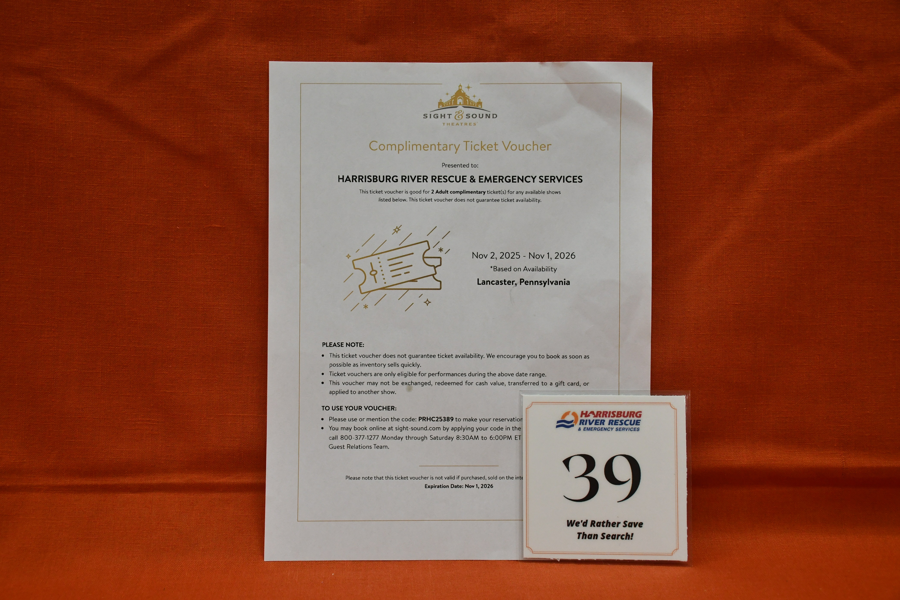 SIGHT & SOUND
THEATRES
Complimentary Ticket Voucher
Presented to:
HARRISBURG RIVER RESCUE & EMERGENCY SERVICES
This ticket voucher is good for 2 Adult complimentary ticket(s) for any available shows
listed below. This ticket voucher does not guarantee ticket availability.
Nov 2, 2025 - Nov 1, 2026
*Based on Availability
Lancaster, Pennsylvania
PLEASE NOTE:
• This ticket voucher does not guarantee ticket availability. We encourage you to book as soon as
possible as inventory sells quickly.
• Ticket vouchers are only eligible for performances during the above date range.
• This voucher may not be exchanged, redeemed for cash value, transferred to a gift card, or
applied to another show.
TO USE YOUR VOUCHER:
• Please use or mention the code: PRHC25389 to make your reservation
• You may book online at sight-sound.com by applying your code in the
call 800-377-1277 Monday through Saturday 8:30AM to 6:00PM ET
Guest Relations Team.
Please note that this ticket voucher is not valid if purchased, sold on the
Expiration Date: Nov 1, 2026
HARRISBURG
RIVER RESCUE
& EMERGENCY SERVICES
39
We'd Rather Save
Than Search!